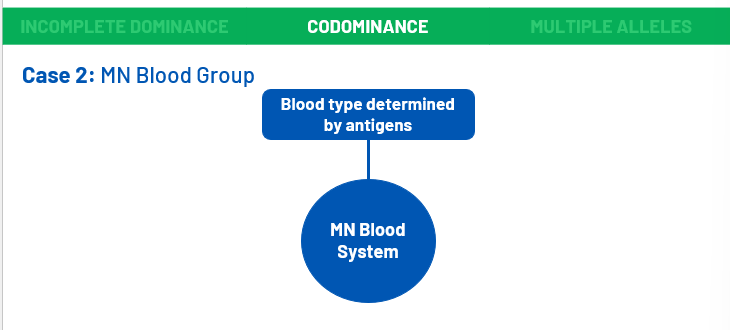 INCOMPLETE DOMINANCE CODOMINANCE MULTIPLE ALLELES
Case 2: MN Blood Group
Blood type determined
by antigens
MN Blood
System